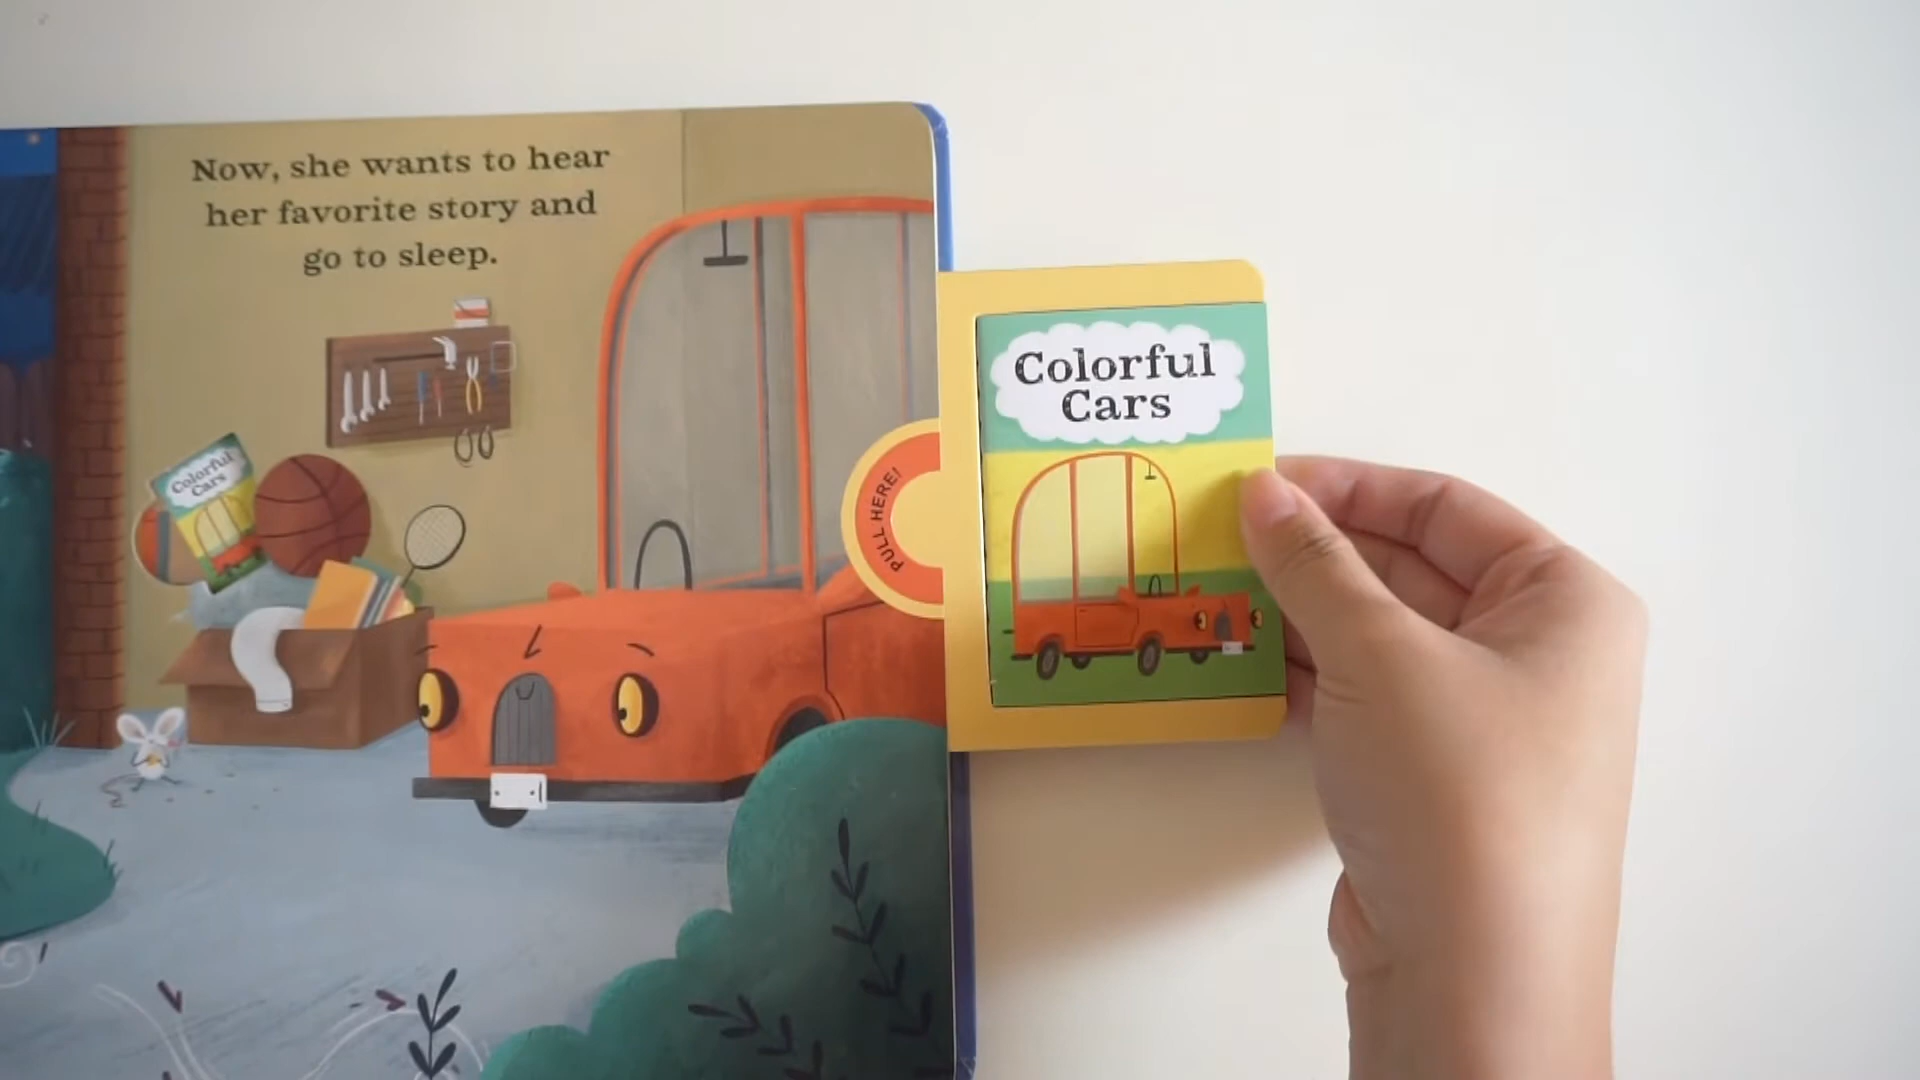 Now, she wants to hear
her favorite story and
go to sleep.
Colorful
Cars
PULL HERE!
Colorful
Cars